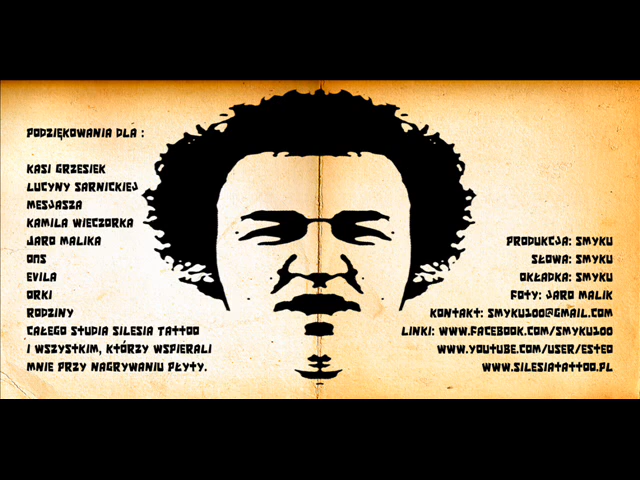 PODZIĘKOWANIA DLA :
KASI GRZESIEK
LUCYNY SARNICKIEJ
MESJASZA
KAMILA WIECZORKA
JARO MALIKA
ONS
EVILA
ORKI
RODZINY
CAŁEGO STUDIA SILESIA TATTOO
I WSZYSTKIM, KTÓRZY WSPIERALI
MNIE PRZY NAGRYWANIU PŁYTY.
PRODUKCJA: SMYKU
SŁOWA: SMYKU
OKŁADKA: SMYKU
FOTY: JARO MALIK
KONTAKT: SMYKU100@GMAIL.COM
LINKI: WWW.FACEBOOK.COM/SMYKU100
WWW.YOUTUBE.COM/USER/ESTEO
WWW.SILESIATATTOO.PL